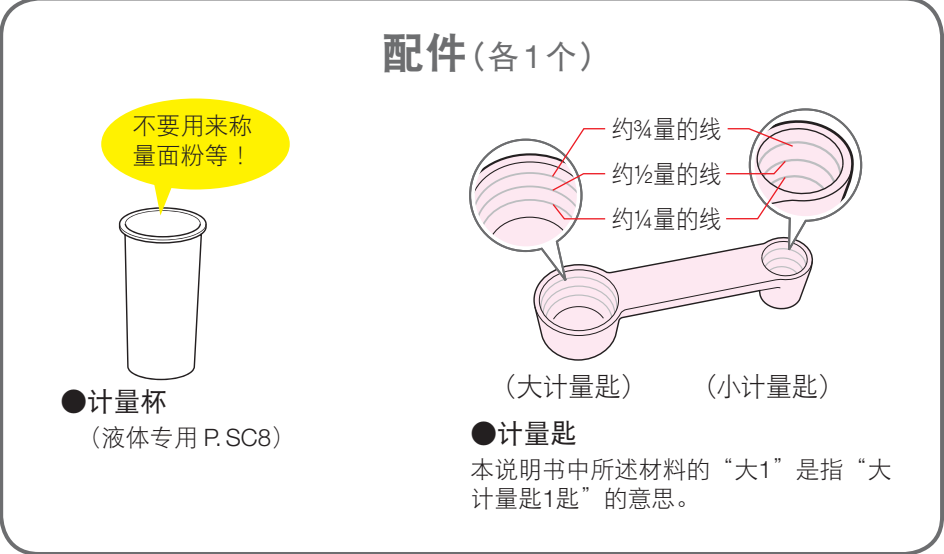 配件（各1个）
不要用来称
量面粉等！
约¾量的线
约½量的线
约¼量的线
（大计量匙）
（小计量匙）
●计量杯
（液体专用 P. SC8）
●计量匙
本说明书中所述材料的“大1”是指“大
计量匙1匙”的意思。